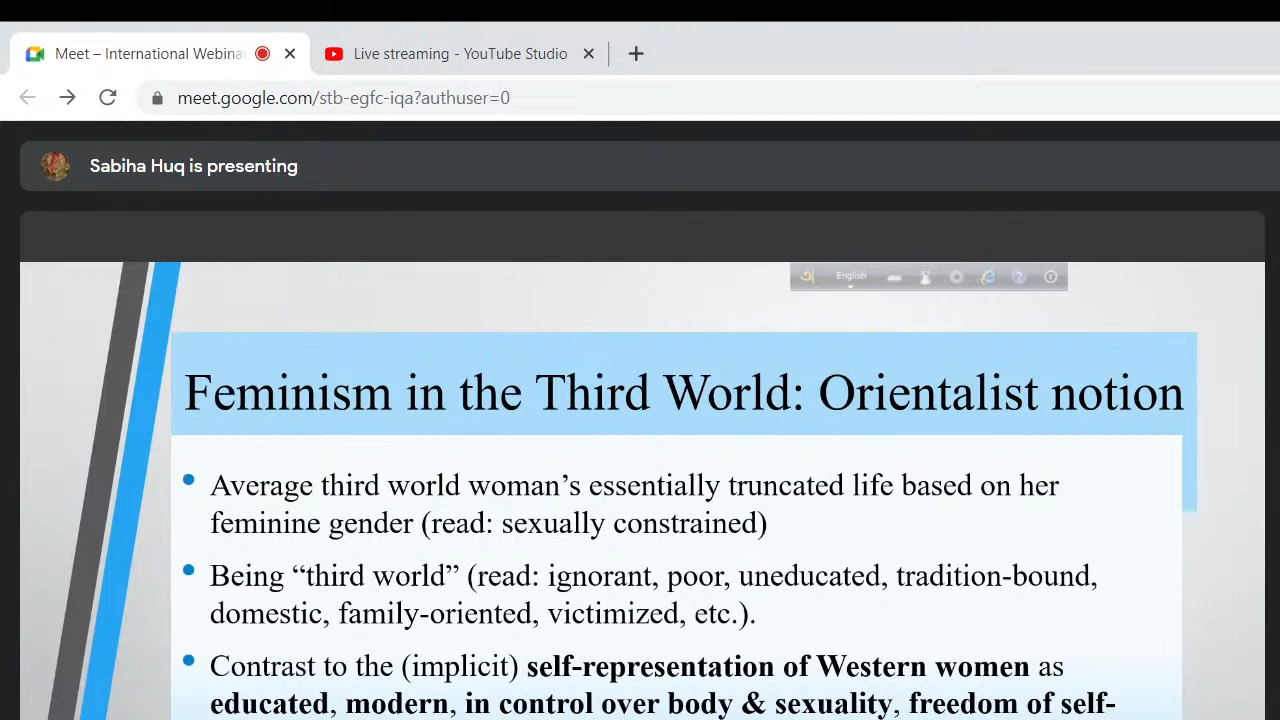 Meet – International Webina
Live streaming - YouTube Studio
meet.google.com/stb-egfc-iqa?authuser=0
Sabiha Huq is presenting
English
Feminism in the Third World: Orientalist notion
• Average third world woman’s essentially truncated life based on her
feminine gender (read: sexually constrained)
• Being “third world” (read: ignorant, poor, uneducated, tradition-bound,
domestic, family-oriented, victimized, etc.).
• Contrast to the (implicit) self-representation of Western women as
educated, modern, in control over body & sexuality, freedom of self-